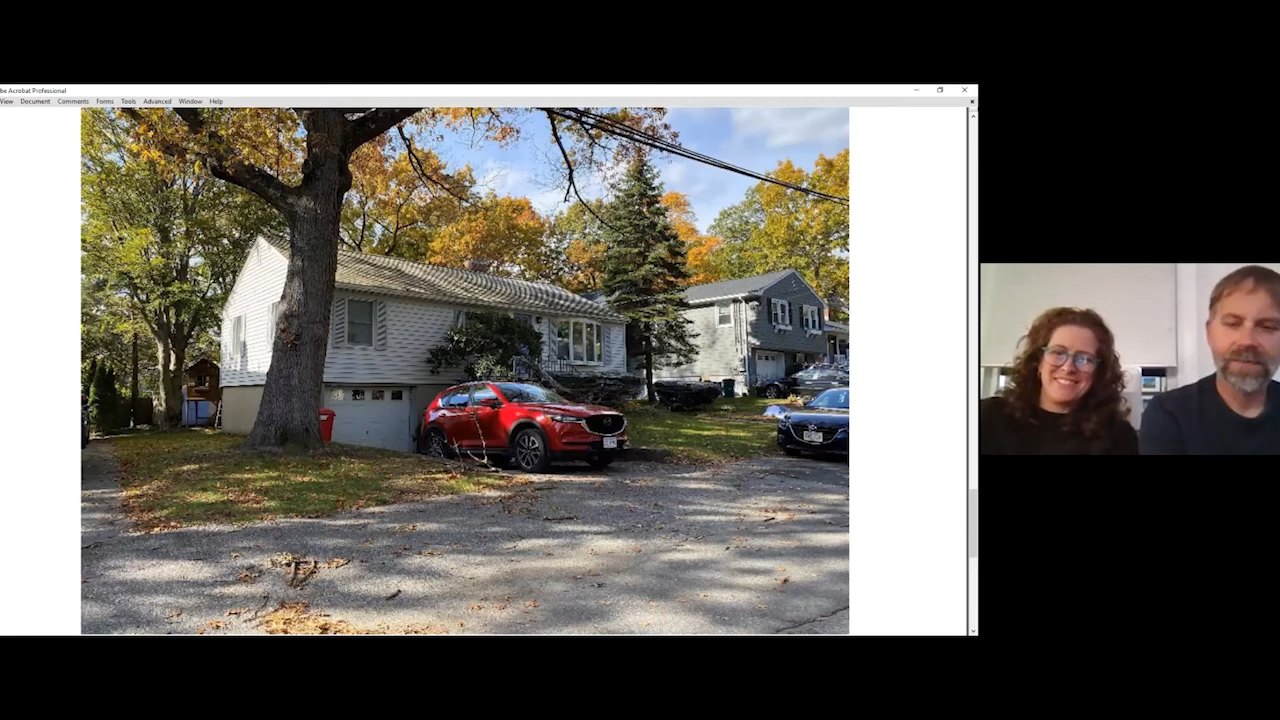 be Acrobat Professional
View Document Comments Forms Tools Advanced Window Help